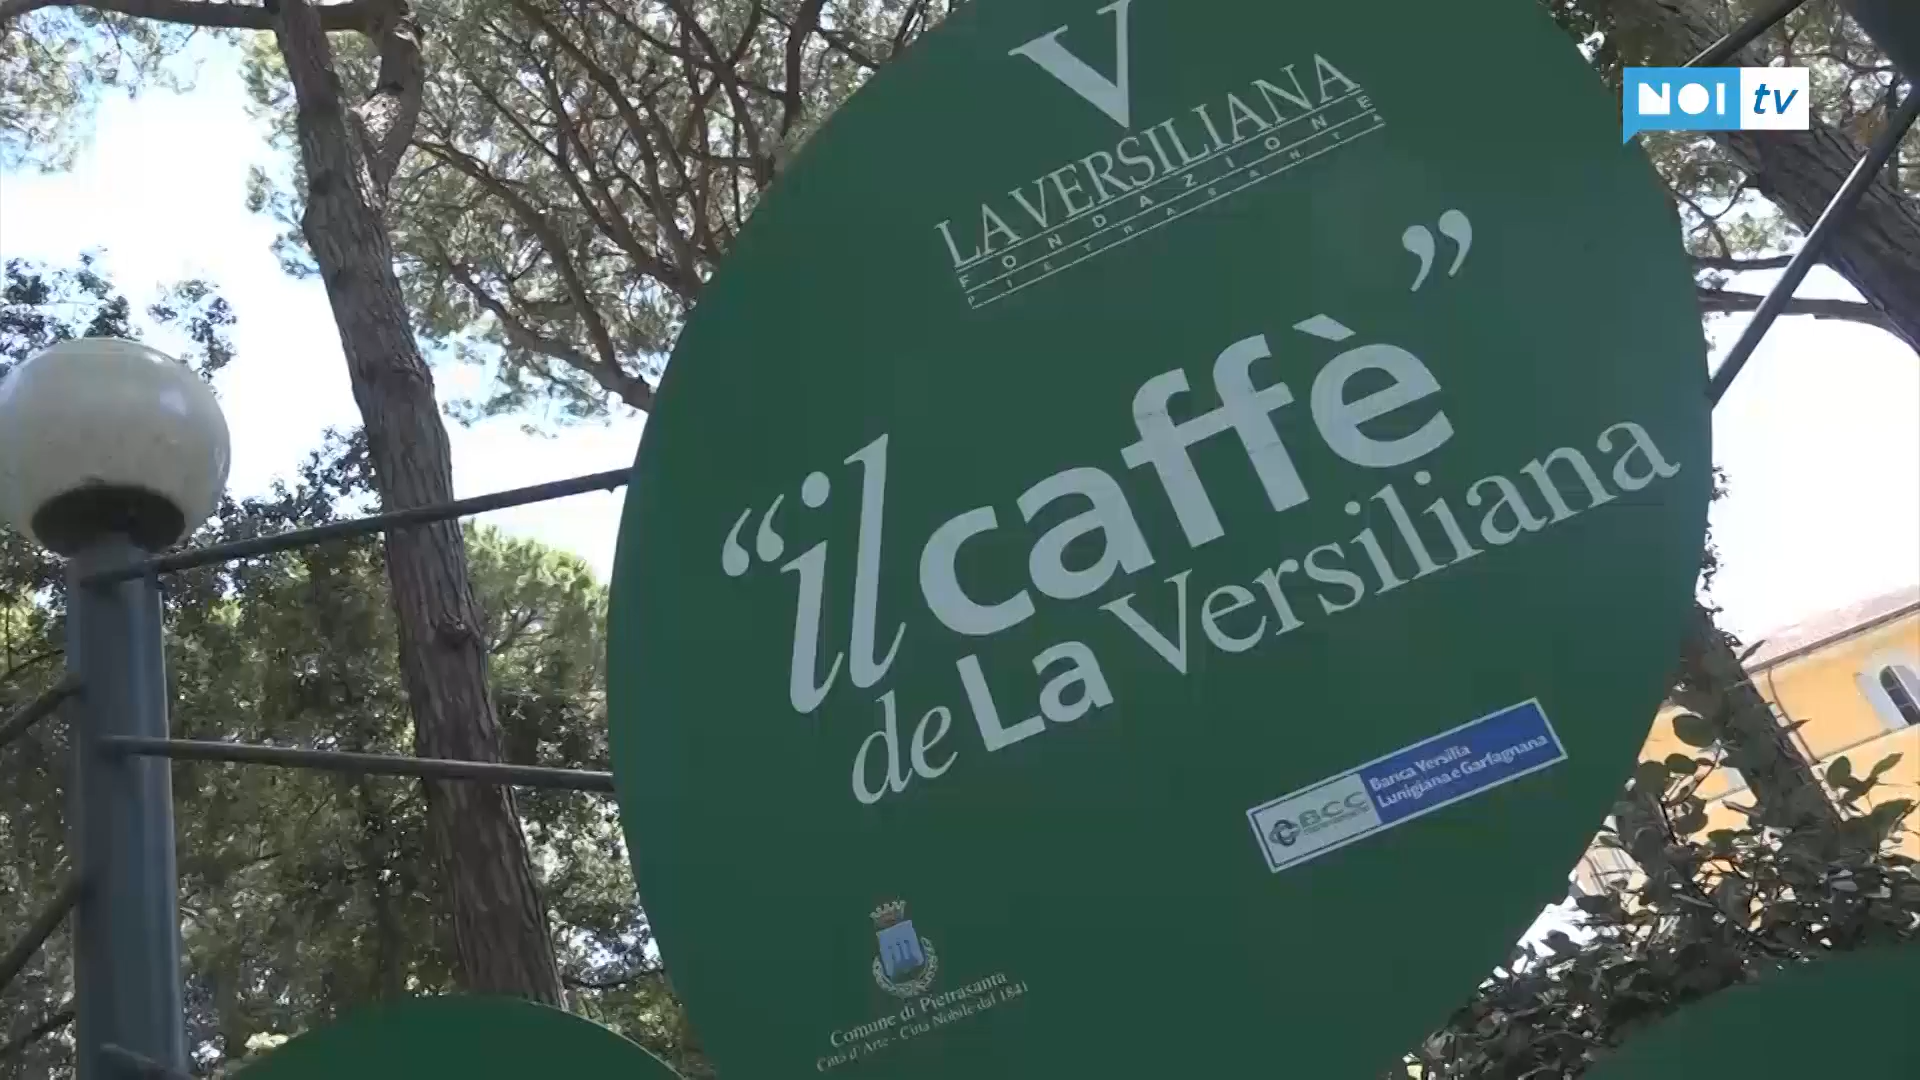 NOI tv
V
LA VERSILIANA
FONDAZIONE
PIETRASANTA
"il caffè"
de La Versiliana
BCC
Banca Versilia
Lunigiana e Garfagnana
Comune di Pietrasanta
Città d'Arte - Città Nobile dal 1841